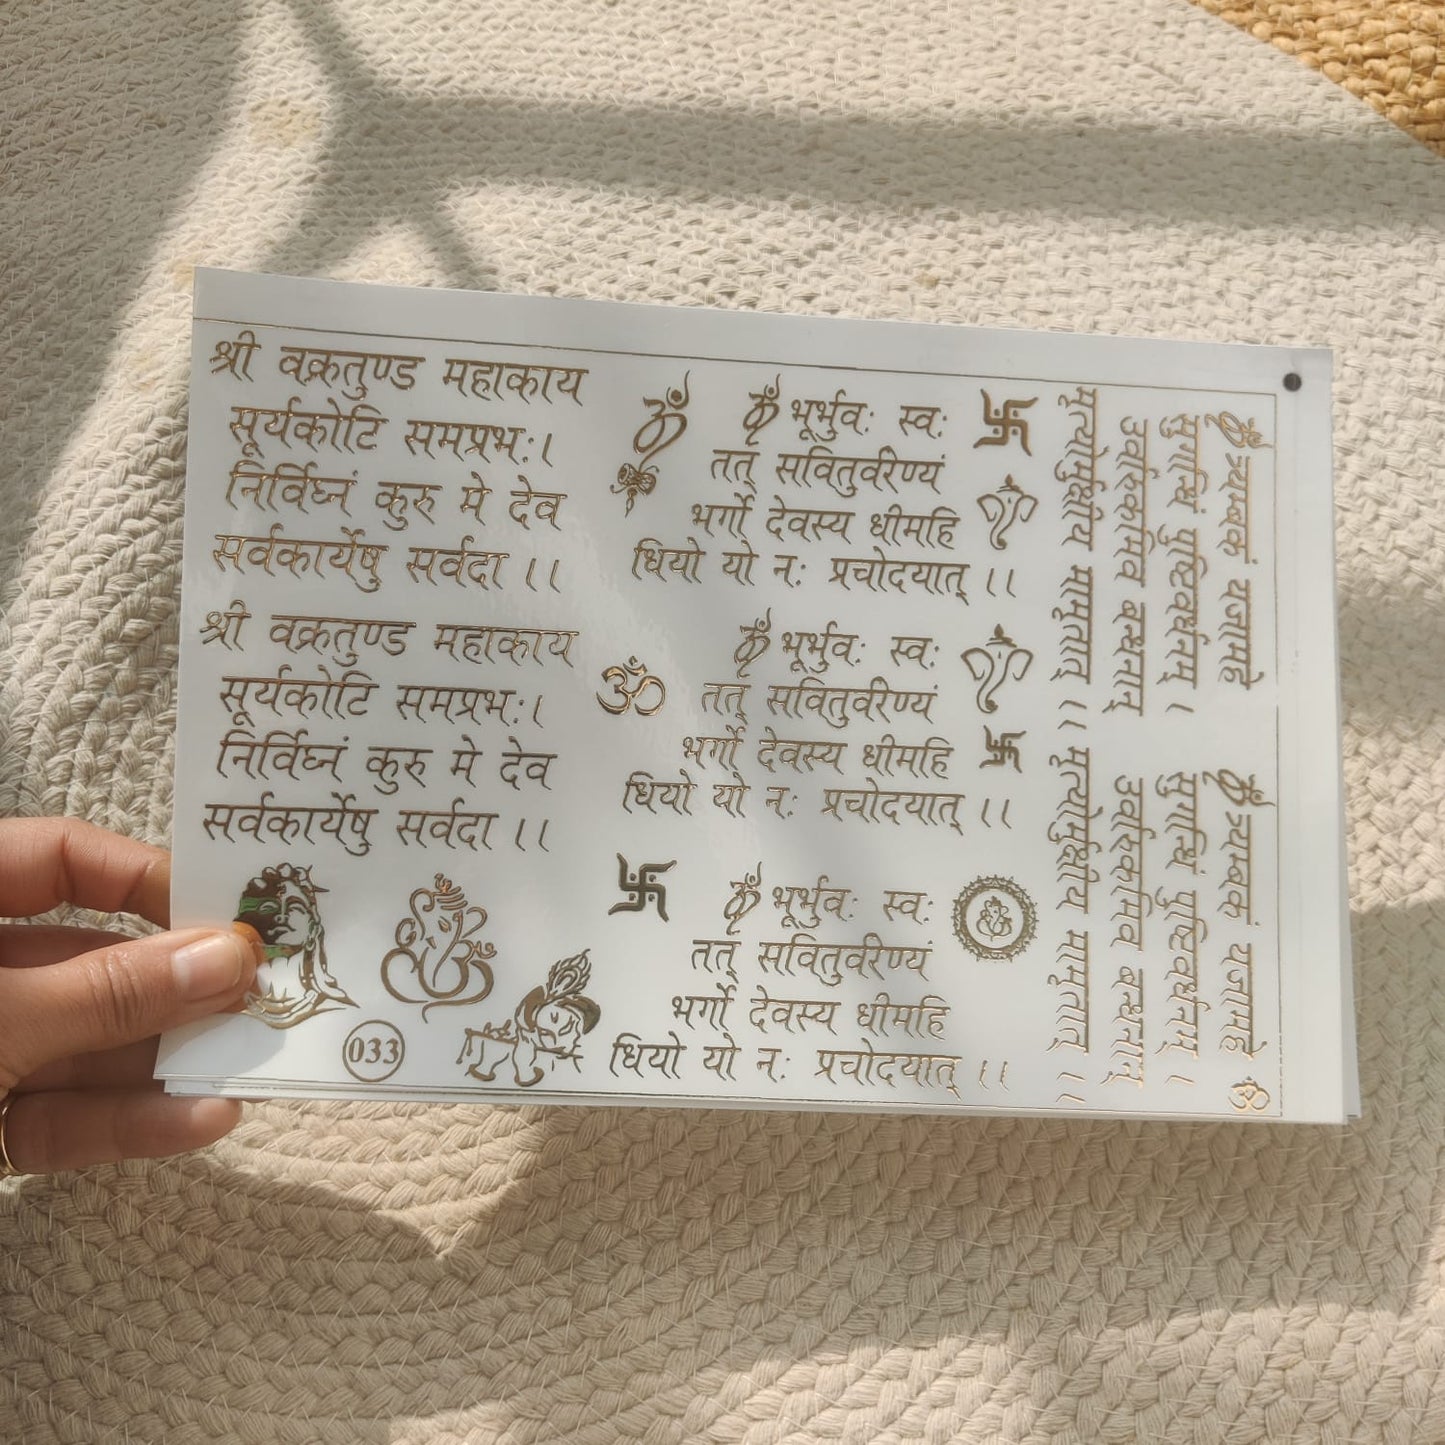 श्री वक्रतुण्ड महाकाय
सूर्यकोटि समप्रभः।
निर्विघ्नं कुरु मे देव
सर्वकार्येषु सर्वदा ।।
श्री वक्रतुण्ड महाकाय
सूर्यकोटि समप्रभः।
निर्विघ्नं कुरु मे देव
सर्वकार्येषु सर्वदा ।।
033
ॐ
ॐ
ॐ भूर्भुवः स्वः
तत् सवितुर्वरेण्यं
भर्गो देवस्य धीमहि
धियो यो नः प्रचोदयात् ।।
ॐ भूर्भुवः स्वः
तत् सवितुर्वरेण्यं
भर्गो देवस्य धीमहि
धियो यो नः प्रचोदयात् ।।
ॐ भूर्भुवः स्वः
तत् सवितुर्वरेण्यं
भर्गो देवस्य धीमहि
धियो यो नः प्रचोदयात् ।।
ॐ त्र्यम्बकं यजामहे
सुगन्धिं पुष्टिवर्धनम् ।
उर्वारुकमिव बन्धनान्
मृत्योर्मुक्षीय मामृतात् ।।
ॐ त्र्यम्बकं यजामहे
सुगन्धिं पुष्टिवर्धनम् ।
उर्वारुकमिव बन्धनान्
मृत्योर्मुक्षीय मामृतात् ।।
ॐ